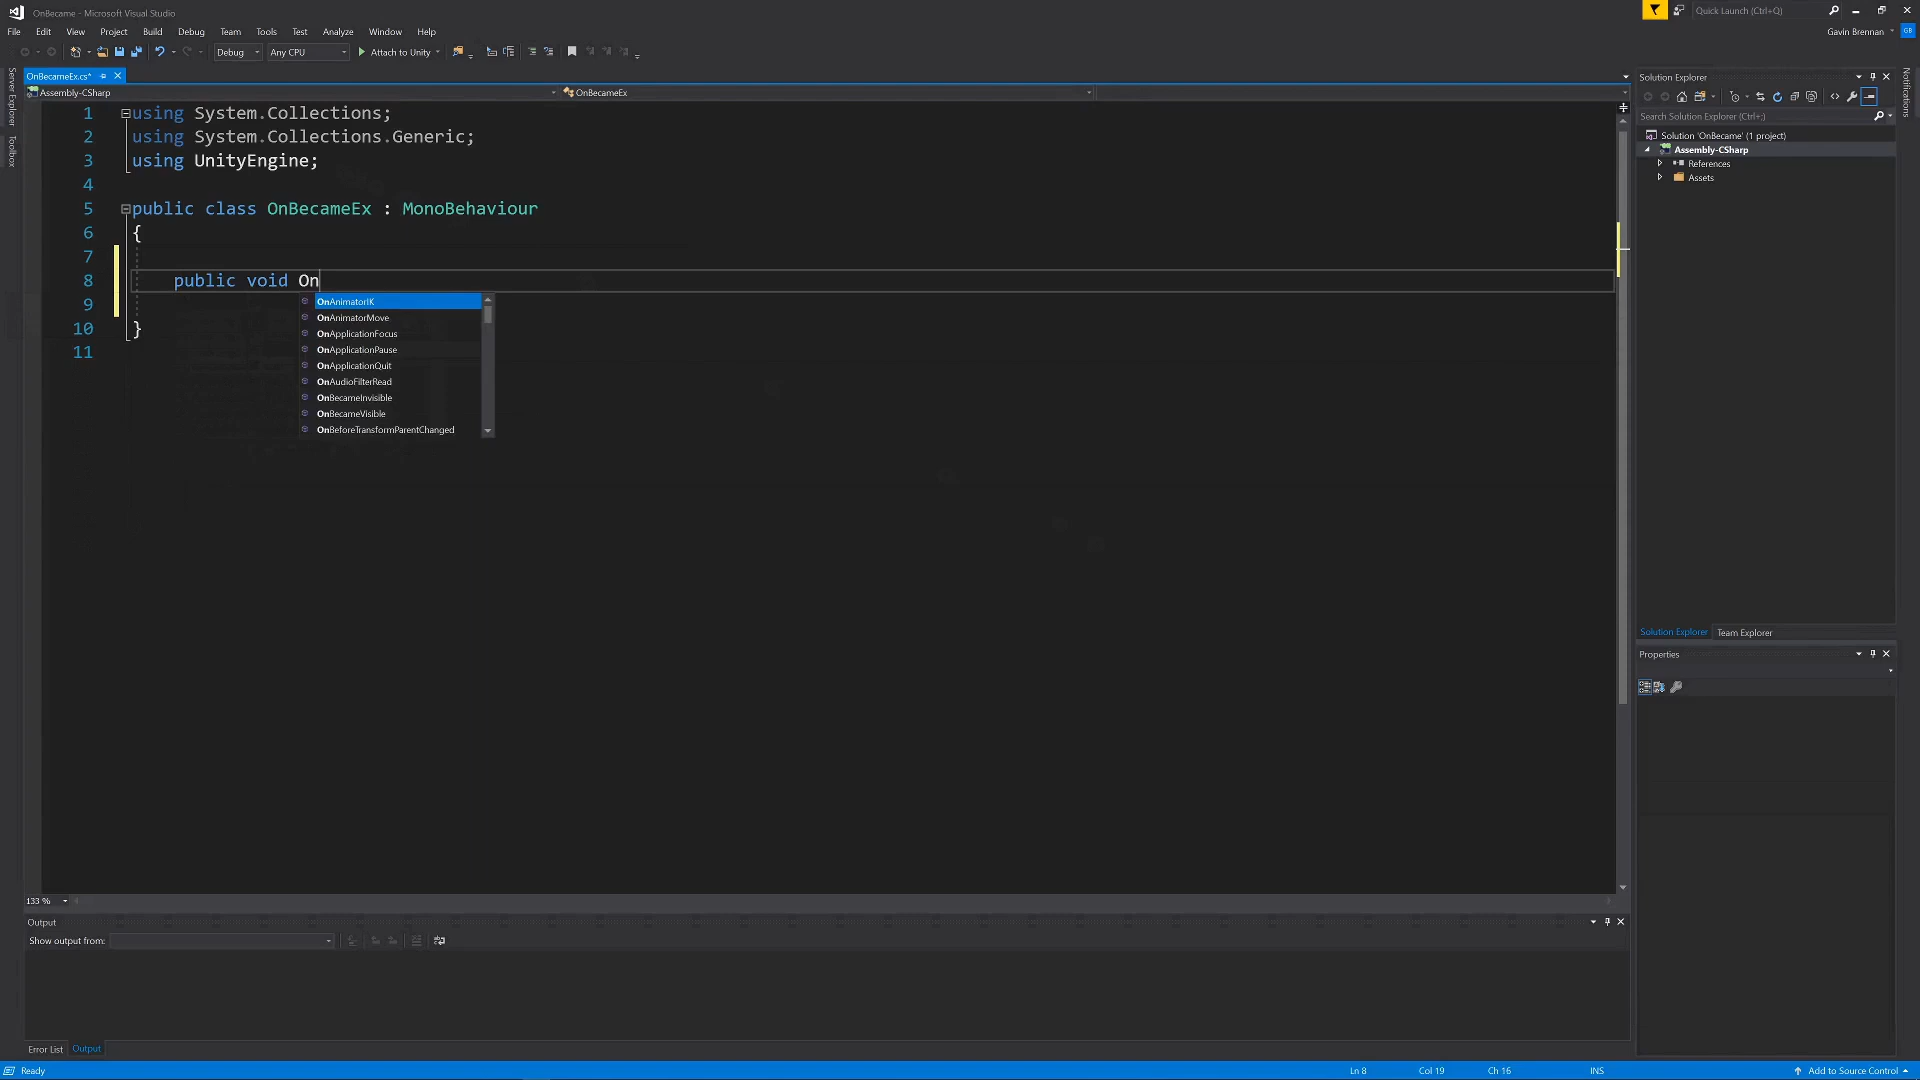 OnBecame - Microsoft Visual Studio
Quick Launch (Ctrl+Q)
File Edit View Project Build Debug Team Tools Test Analyze Window Help
Gavin Brennan GB
Debug Any CPU Attach to Unity
OnBecameEx.cs*
Assembly-CSharp OnBecameEx
Server Explorer
Toolbox
1 using System.Collections;
2 using System.Collections.Generic;
3 using UnityEngine;
4
5 public class OnBecameEx : MonoBehaviour
6 {
7
8 public void On
9
10 }
11
OnAnimatorIK
OnAnimatorMove
OnApplicationFocus
OnApplicationPause
OnApplicationQuit
OnAudioFilterRead
OnBecameInvisible
OnBecameVisible
OnBeforeTransformParentChanged
133 %
Output
Show output from:
Error List Output
Solution Explorer
Search Solution Explorer (Ctrl+;)
Solution 'OnBecame' (1 project)
Assembly-CSharp
References
Assets
Solution Explorer Team Explorer
Properties
Notifications
Ready Ln 8 Col 19 Ch 16 INS Add to Source Control